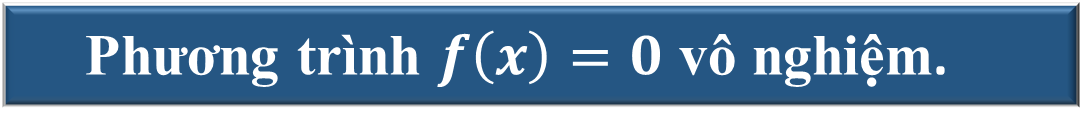 Phương trình f(x) = 0 vô nghiệm.